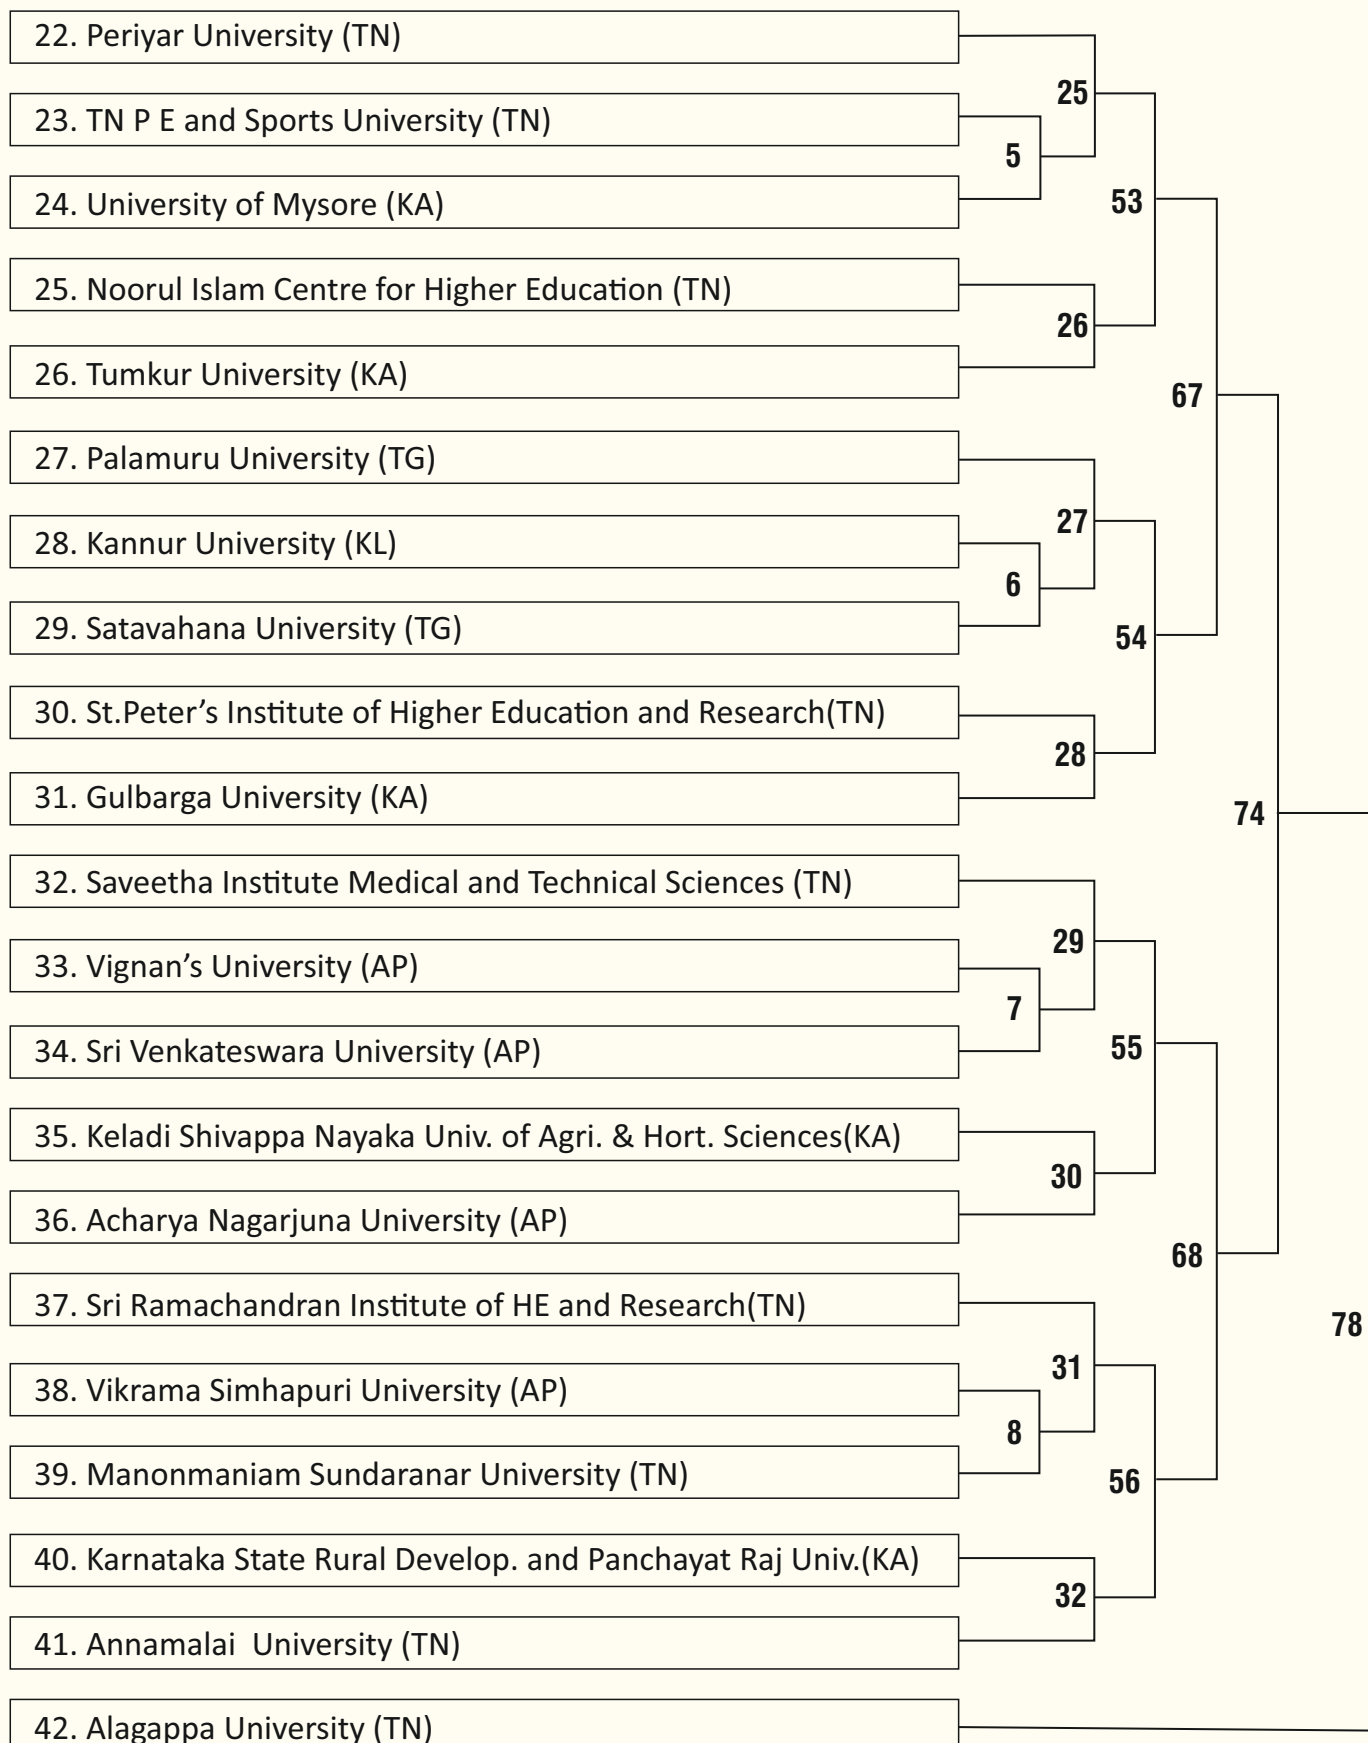 22. Periyar University (TN)
25
23. TN P E and Sports University (TN)
5
24. University of Mysore (KA)
53
25. Noorul Islam Centre for Higher Education (TN)
26
26. Tumkur University (KA)
67
27. Palamuru University (TG)
27
28. Kannur University (KL)
6
29. Satavahana University (TG)
54
30. St.Peter’s Institute of Higher Education and Research(TN)
28
31. Gulbarga University (KA)
74
32. Saveetha Institute Medical and Technical Sciences (TN)
29
33. Vignan’s University (AP)
7
34. Sri Venkateswara University (AP)
55
35. Keladi Shivappa Nayaka Univ. of Agri. & Hort. Sciences(KA)
30
36. Acharya Nagarjuna University (AP)
68
37. Sri Ramachandran Institute of HE and Research(TN)
78
31
38. Vikrama Simhapuri University (AP)
8
39. Manonmaniam Sundaranar University (TN)
56
40. Karnataka State Rural Develop. and Panchayat Raj Univ.(KA)
32
41. Annamalai  University (TN)
42. Alagappa University (TN)